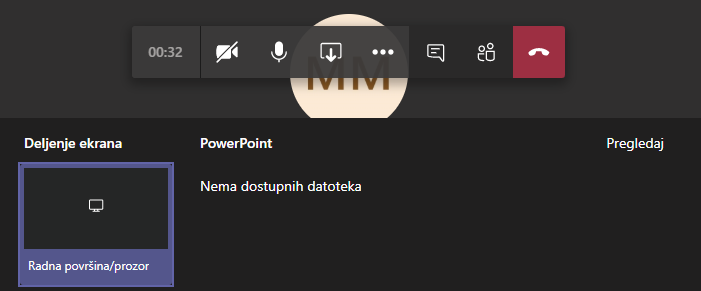 00:32
MM
Deljenje ekrana
PowerPoint
Pregledaj
Nema dostupnih datoteka
Radna površina/prozor